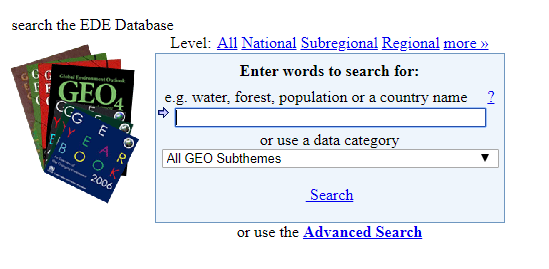 search the EDE Database
Level: All National Subregional Regional more »
Enter words to search for:
e.g. water, forest, population or a country name ?
or use a data category
All GEO Subthemes
Search
or use the Advanced Search
Global Environment Outlook
GEO4
GEO
YEAR
BOOK
2006